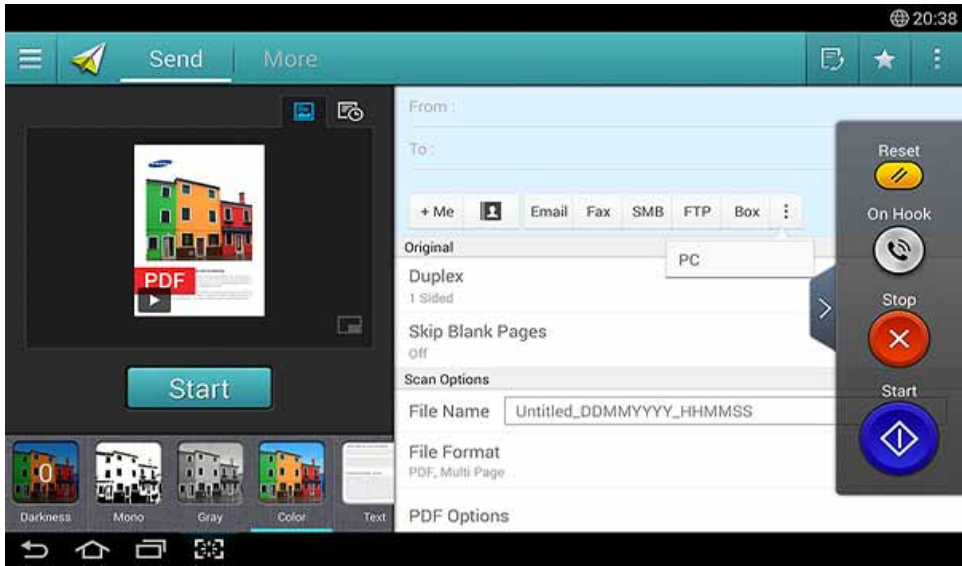 20:38
Send
More
From :
To :
+ Me
Email
Fax
SMB
FTP
Box
PC
Original
Duplex
1 Sided
Skip Blank Pages
Off
Scan Options
File Name
Untitled_DDMMYYYY_HHMMSS
File Format
PDF, Multi Page
PDF Options
PDF
Start
0
Darkness
Mono
Gray
Color
Text
Reset
On Hook
Stop
Start